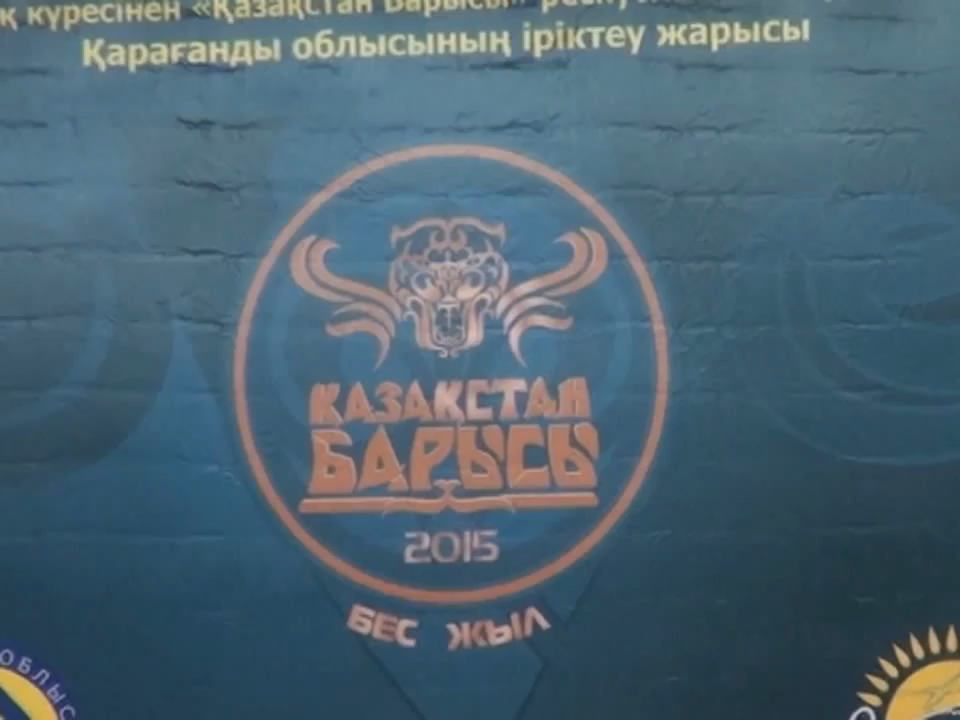 күресінен «Қазақстан Барысы»
Қарағанды облысының іріктеу жарысы
ҚАЗАҚСТАН
БАРЫСЫ
2015
БЕС ЖЫЛ